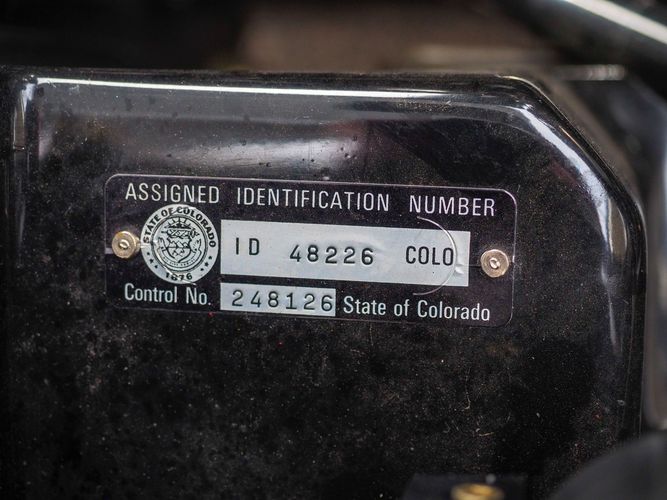 ASSIGNED IDENTIFICATION NUMBER
STATE OF COLORADO
1876
ID 48226 COLO
Control No. 248126 State of Colorado